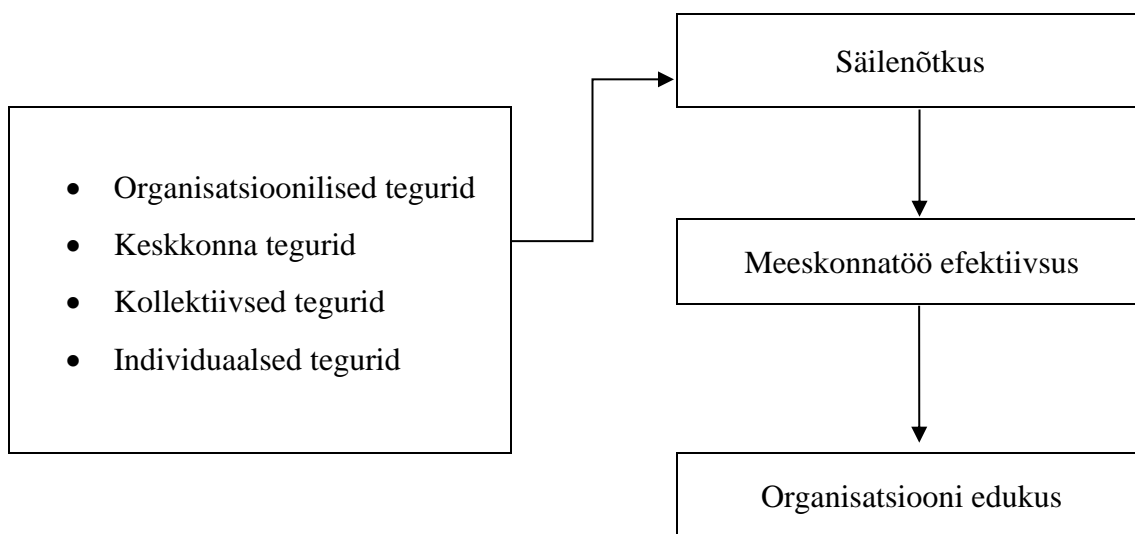 Säilenõtkus
• Organisatsioonilised tegurid
• Keskkonna tegurid
• Kollektiivsed tegurid
• Individuaalsed tegurid
Meeskonnatöö efektiivsus
Organisatsiooni edukus